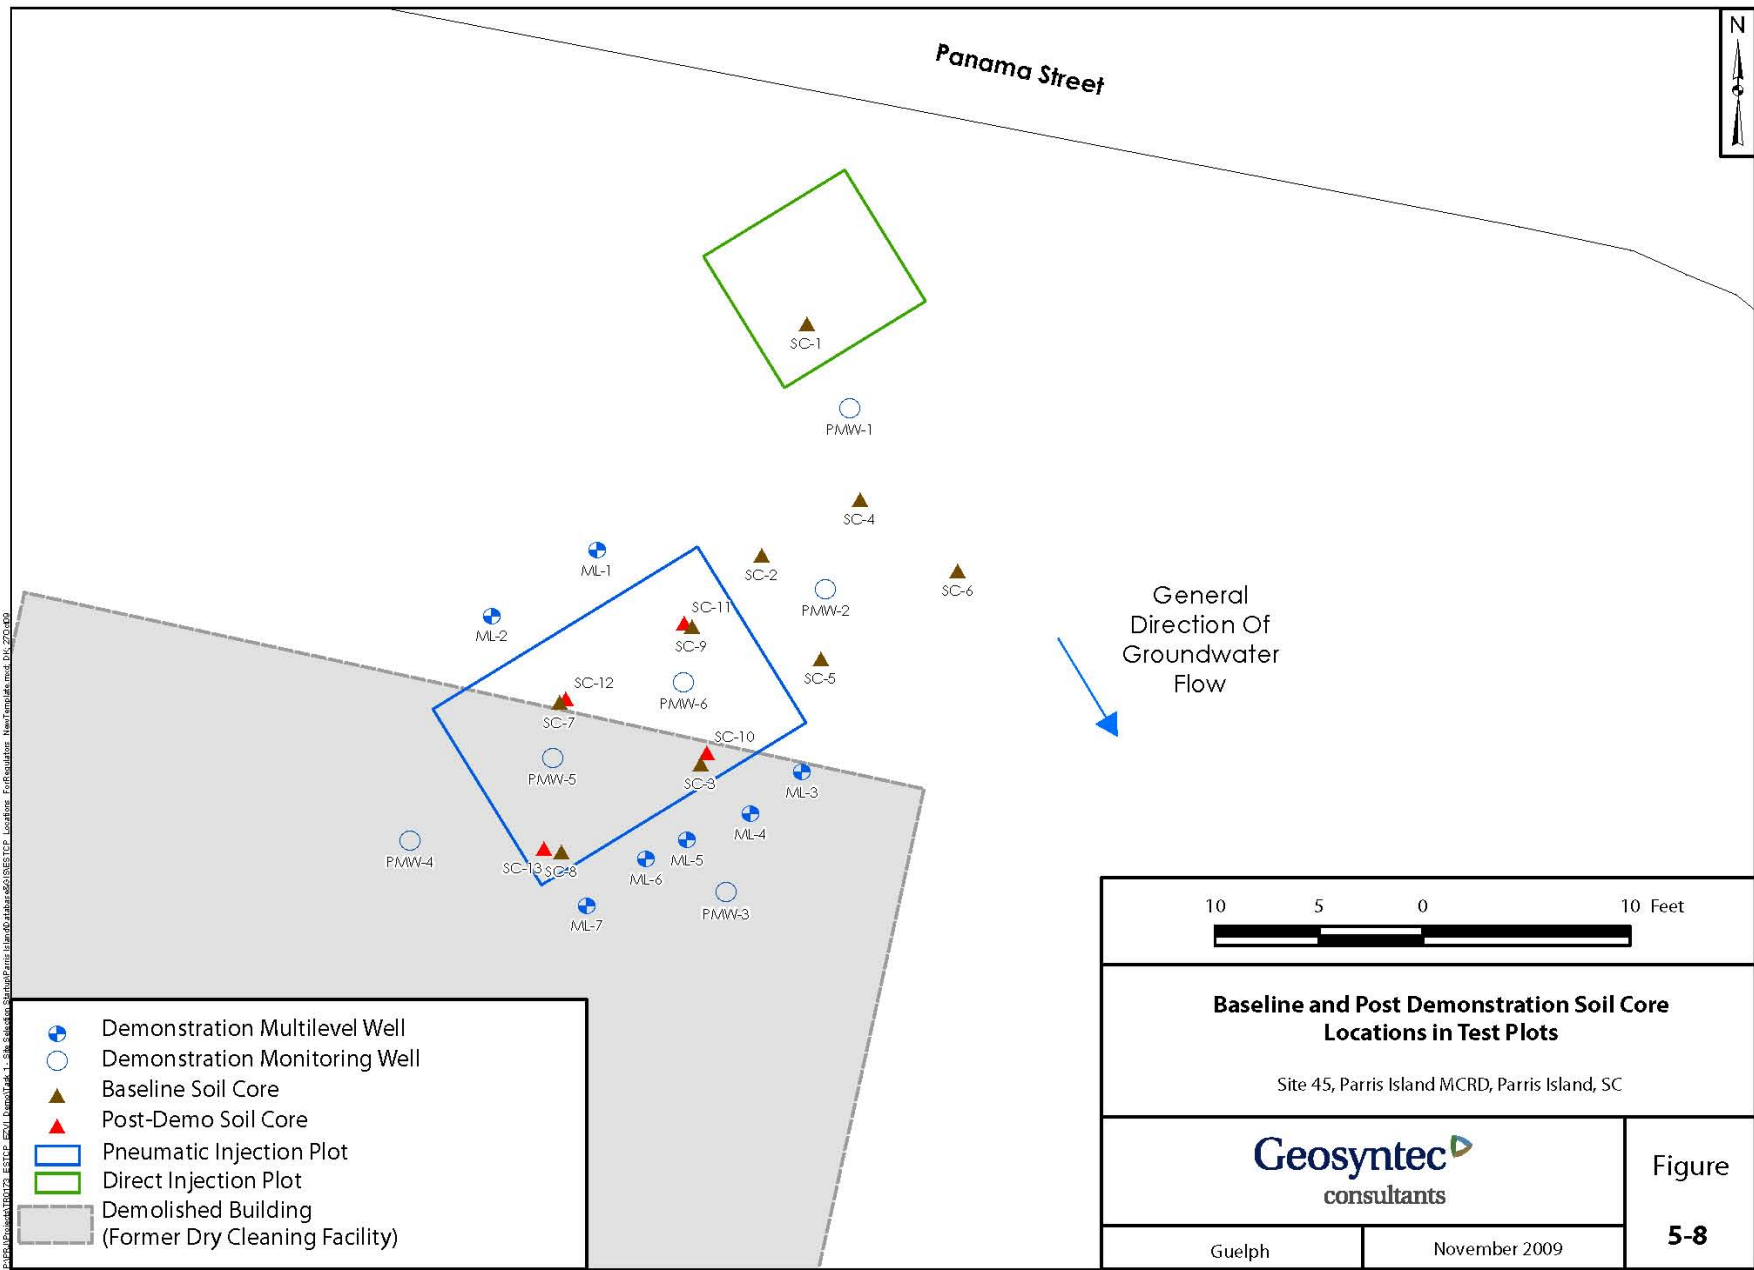 N
Panama Street
SC-1
PMW-1
SC-4
ML-1
SC-2
SC-6
PMW-2
SC-11
ML-2
SC-9
SC-5
General
Direction Of
Groundwater
Flow
SC-12
PMW-6
SC-7
SC-10
PMW-5
SC-3
ML-3
ML-4
PMW-4
ML-5
SC-13
SC-8
ML-6
PMW-3
ML-7
10 5 0 10 Feet
Baseline and Post Demonstration Soil Core
Locations in Test Plots
Site 45, Parris Island MCRD, Parris Island, SC
Geosyntec
consultants
Figure
5-8
Guelph
November 2009
Demonstration Multilevel Well
Demonstration Monitoring Well
Baseline Soil Core
Post-Demo Soil Core
Pneumatic Injection Plot
Direct Injection Plot
Demolished Building
(Former Dry Cleaning Facility)